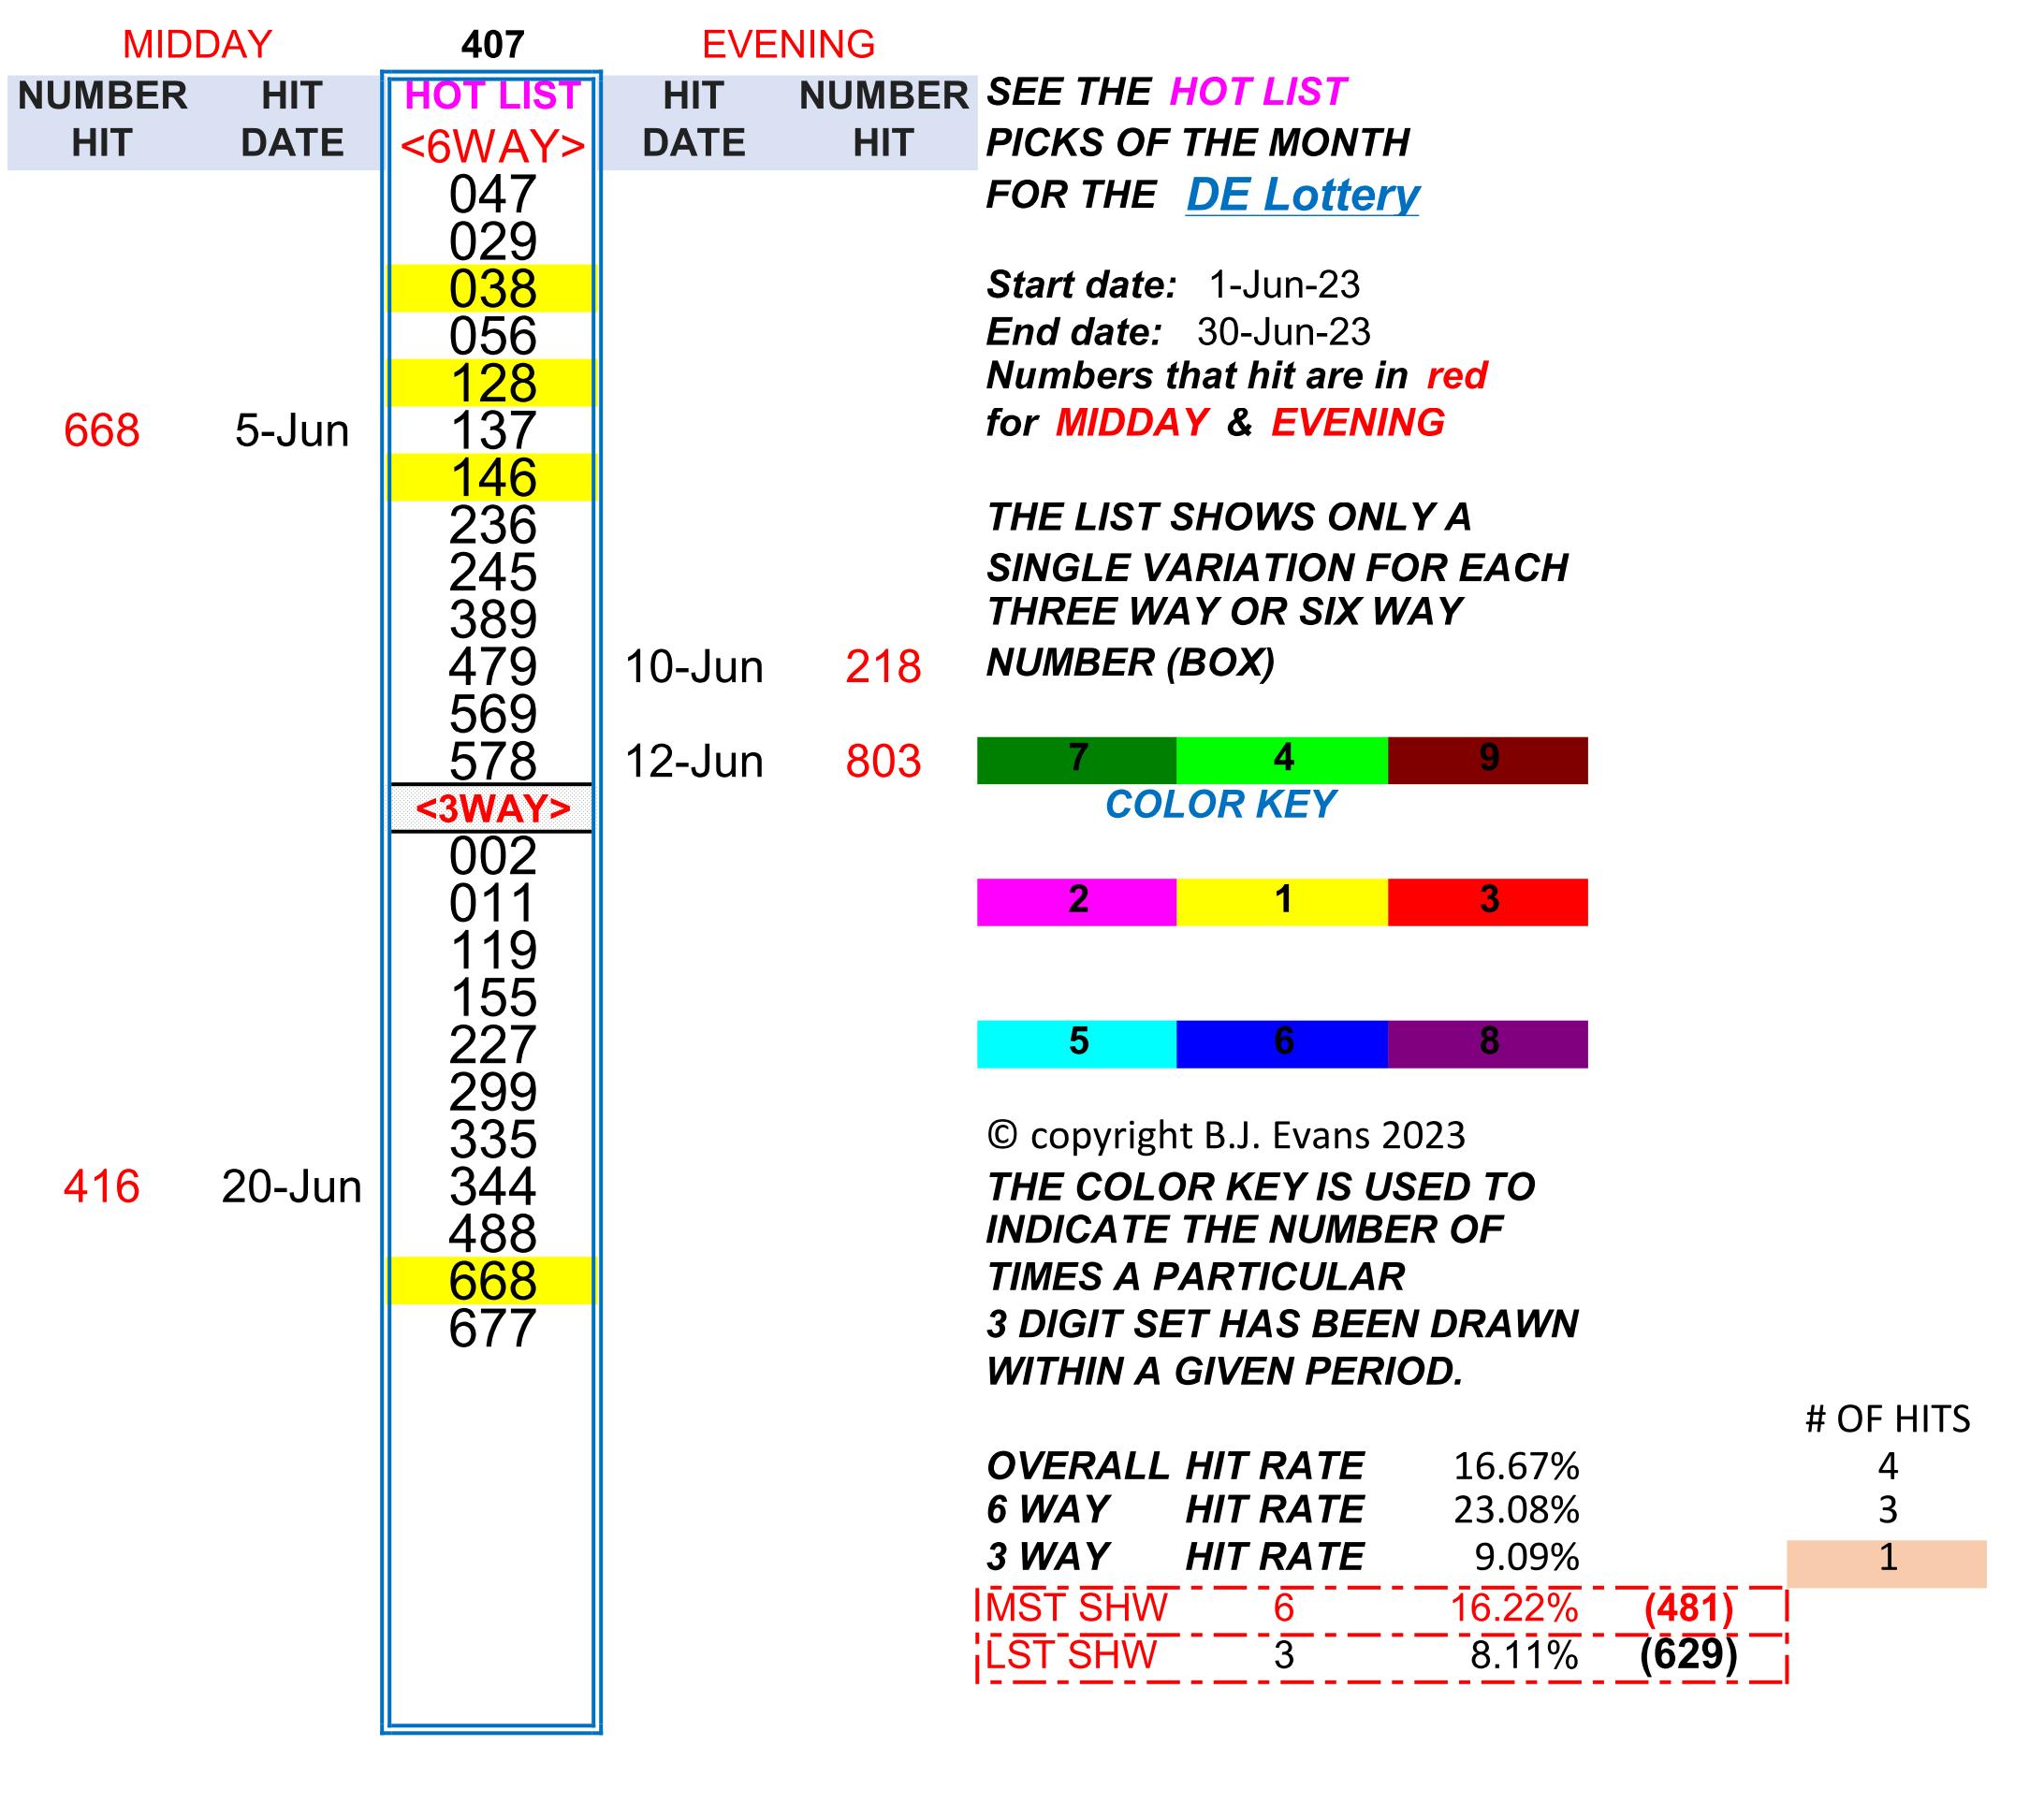 MIDDAY 407 EVENING
NUMBER HIT HOT LIST HIT NUMBER
HIT DATE <6WAY> DATE HIT
047
029
038
056
128
668 5-Jun 137
146
236
245
389
479 10-Jun 218
569
578 12-Jun 803
<3WAY>
002
011
119
155
227
299
335
416 20-Jun 344
488
668
677
SEE THE HOT LIST
PICKS OF THE MONTH
FOR THE DE Lottery
Start date: 1-Jun-23
End date: 30-Jun-23
Numbers that hit are in red
for MIDDAY & EVENING
THE LIST SHOWS ONLY A
SINGLE VARIATION FOR EACH
THREE WAY OR SIX WAY
NUMBER (BOX)
7 4 9
COLOR KEY
2 1 3
5 6 8
© copyright B.J. Evans 2023
THE COLOR KEY IS USED TO
INDICATE THE NUMBER OF
TIMES A PARTICULAR
3 DIGIT SET HAS BEEN DRAWN
WITHIN A GIVEN PERIOD.
# OF HITS
OVERALL HIT RATE 16.67% 4
6 WAY HIT RATE 23.08% 3
3 WAY HIT RATE 9.09% 1
MST SHW 6 16.22% (481)
LST SHW 3 8.11% (629)